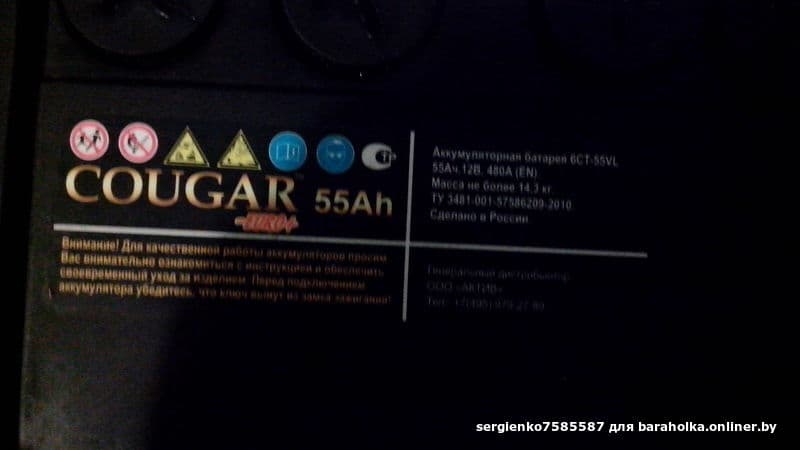 COUGAR™ 55Ah
EURO+
Внимание! Для качественной работы аккумуляторов просим
Вас внимательно ознакомиться с инструкцией и обеспечить
своевременный уход за изделием. Перед подключением
аккумулятора убедитесь, что ключ вынут из замка зажигания!
Аккумуляторная батарея 6СТ-55VL
55Ач, 12В, 480А (EN)
Масса не более 14,3 кг.
ТУ 3481-001-57586209-2010
Сделано в России
Генеральный дистрибьютор
ООО «АКТИВ»
sergienko7585587 для baraholka.onliner.by